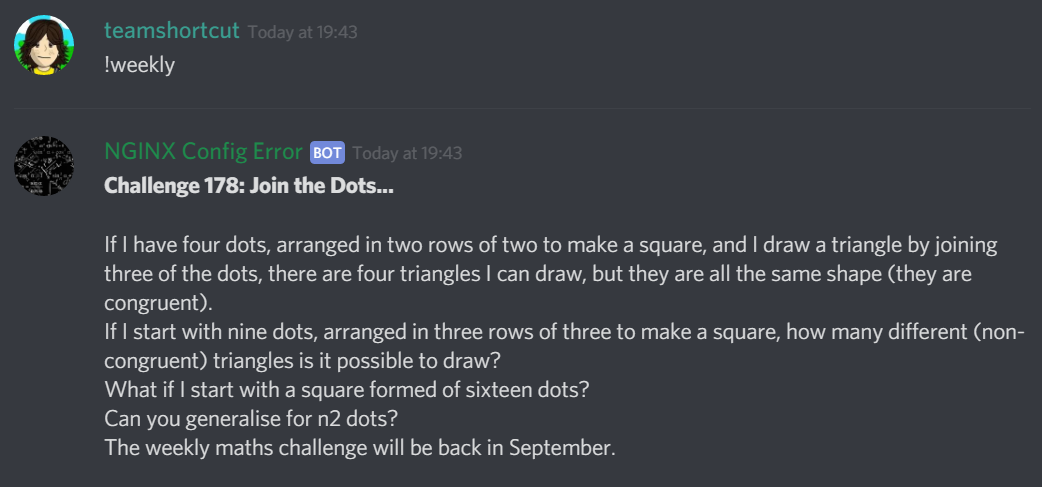 teamshortcut Today at 19:43
!weekly
NGINX Config Error BOT Today at 19:43
Challenge 178: Join the Dots...
If I have four dots, arranged in two rows of two to make a square, and I draw a triangle by joining
three of the dots, there are four triangles I can draw, but they are all the same shape (they are
congruent).
If I start with nine dots, arranged in three rows of three to make a square, how many different (non-
congruent) triangles is it possible to draw?
What if I start with a square formed of sixteen dots?
Can you generalise for n2 dots?
The weekly maths challenge will be back in September.